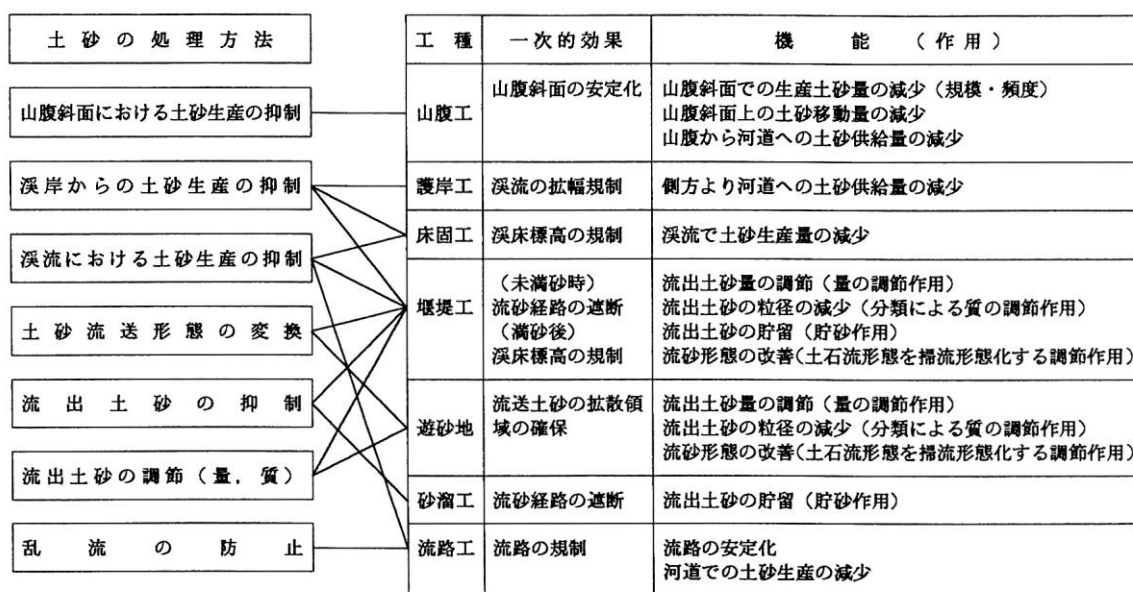 土砂の処理方法
山腹斜面における土砂生産の抑制
渓岸からの土砂生産の抑制
渓流における土砂生産の抑制
土砂流送形態の変換
流出土砂の抑制
流出土砂の調節(量,質)
乱流の防止
工種 一次的効果 機能(作用)
山腹工 山腹斜面の安定化 山腹斜面での生産土砂量の減少(規模・頻度)
山腹斜面上の土砂移動量の減少
山腹から河道への土砂供給量の減少
護岸工 渓流の拡幅規制 側方より河道への土砂供給量の減少
床固工 渓床標高の規制 渓流で土砂生産量の減少
堰堤工 (未満砂時) 流出土砂量の調節(量の調節作用)
流砂経路の遮断 流出土砂の粒径の減少(分類による質の調節作用)
(満砂後) 流出土砂の貯留(貯砂作用)
渓床標高の規制 流砂形態の改善(土石流形態を掃流形態化する調節作用)
遊砂地 流送土砂の拡散領 流出土砂量の調節(量の調節作用)
域の確保 流出土砂の粒径の減少(分類による質の調節作用)
流砂形態の改善(土石流形態を掃流形態化する調節作用)
砂溜工 流砂経路の遮断 流出土砂の貯留(貯砂作用)
流路工 流路の規制 流路の安定化
河道での土砂生産の減少